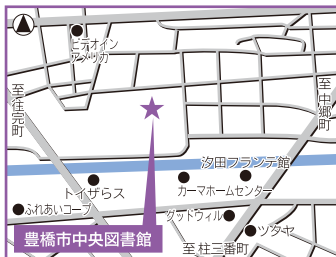 ビデオイン
アメリカ
至往完町
至中郷町
汐田フランテ館
トイザらス
カーマホームセンター
ふれあいコープ
グッドウィル
ツタヤ
豊橋市中央図書館
至柱三番町